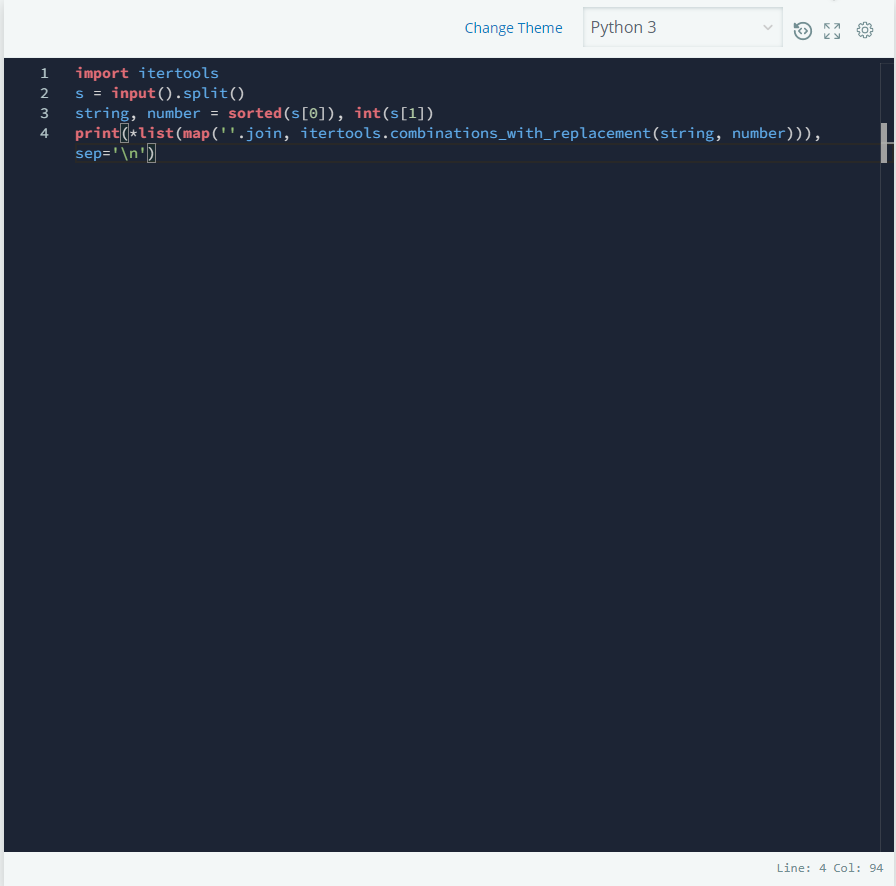 Change Theme Python 3
1 import itertools
2 s = input().split()
3 string, number = sorted(s[0]), int(s[1])
4 print(*list(map(''.join, itertools.combinations_with_replacement(string, number))),
sep='\n')
Line: 4 Col: 94